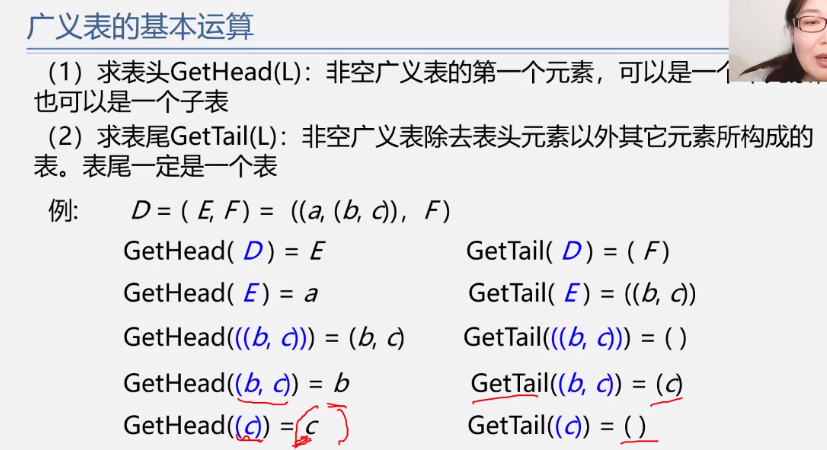 广义表的基本运算
（1）求表头GetHead(L)：非空广义表的第一个元素，可以是一个
也可以是一个子表
（2）求表尾GetTail(L)：非空广义表除去表头元素以外其它元素所构成的
表。表尾一定是一个表
例: D = ( E, F ) = ((a, (b, c)), F )
GetHead( D ) = E GetTail( D ) = ( F )
GetHead( E ) = a GetTail( E ) = ((b, c))
GetHead(((b, c))) = (b, c) GetTail(((b, c))) = ( )
GetHead((b, c)) = b GetTail((b, c)) = (c)
GetHead((c)) = c GetTail((c)) = ( )